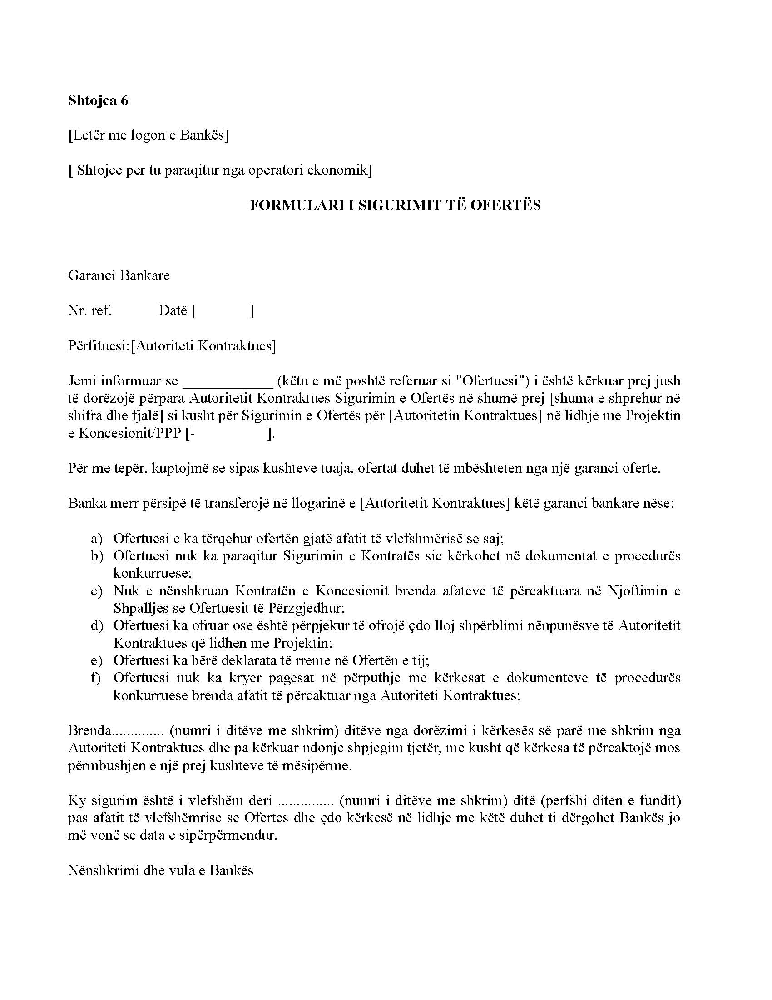 Shtojca 6
[Letër me logon e Bankës]
[ Shtojce per tu paraqitur nga operatori ekonomik]
FORMULARI I SIGURIMIT TË OFERTËS
Garanci Bankare
Nr. ref. Datë [ ]
Përfituesi:[Autoriteti Kontraktues]
Jemi informuar se ____________ (këtu e më poshtë referuar si "Ofertuesi") i është kërkuar prej jush
të dorëzojë përpara Autoritetit Kontraktues Sigurimin e Ofertës në shumë prej [shuma e shprehur në
shifra dhe fjalë] si kusht për Sigurimin e Ofertës për [Autoritetin Kontraktues] në lidhje me Projektin
e Koncesionit/PPP [- ].
Për me tepër, kuptojmë se sipas kushteve tuaja, ofertat duhet të mbështeten nga një garanci oferte.
Banka merr përsipë të transferojë në llogarinë e [Autoritetit Kontraktues] këtë garanci bankare nëse:
a) Ofertuesi e ka tërqehur ofertën gjatë afatit të vlefshmërisë se saj;
b) Ofertuesi nuk ka paraqitur Sigurimin e Kontratës sic kërkohet në dokumentat e procedurës
konkurruese;
c) Nuk e nënshkruan Kontratën e Koncesionit brenda afateve të përcaktuara në Njoftimin e
Shpalljes se Ofertuesit të Përzgjedhur;
d) Ofertuesi ka ofruar ose është përpjekur të ofrojë çdo lloj shpërblimi nënpunësve të Autoritetit
Kontraktues që lidhen me Projektin;
e) Ofertuesi ka bërë deklarata të rreme në Ofertën e tij;
f) Ofertuesi nuk ka kryer pagesat në përputhje me kërkesat e dokumenteve të procedurës
konkurruese brenda afatit të përcaktuar nga Autoriteti Kontraktues;
Brenda.............. (numri i ditëve me shkrim) ditëve nga dorëzimi i kërkesës së parë me shkrim nga
Autoriteti Kontraktues dhe pa kërkuar ndonje shpjegim tjetër, me kusht që kërkesa të përcaktojë mos
përmbushjen e një prej kushteve të mësipërme.
Ky sigurim është i vlefshëm deri ............... (numri i ditëve me shkrim) ditë (perfshi diten e fundit)
pas afatit të vlefshëmrise se Ofertes dhe çdo kërkesë në lidhje me këtë duhet ti dërgohet Bankës jo
më vonë se data e sipërpërmendur.
Nënshkrimi dhe vula e Bankës